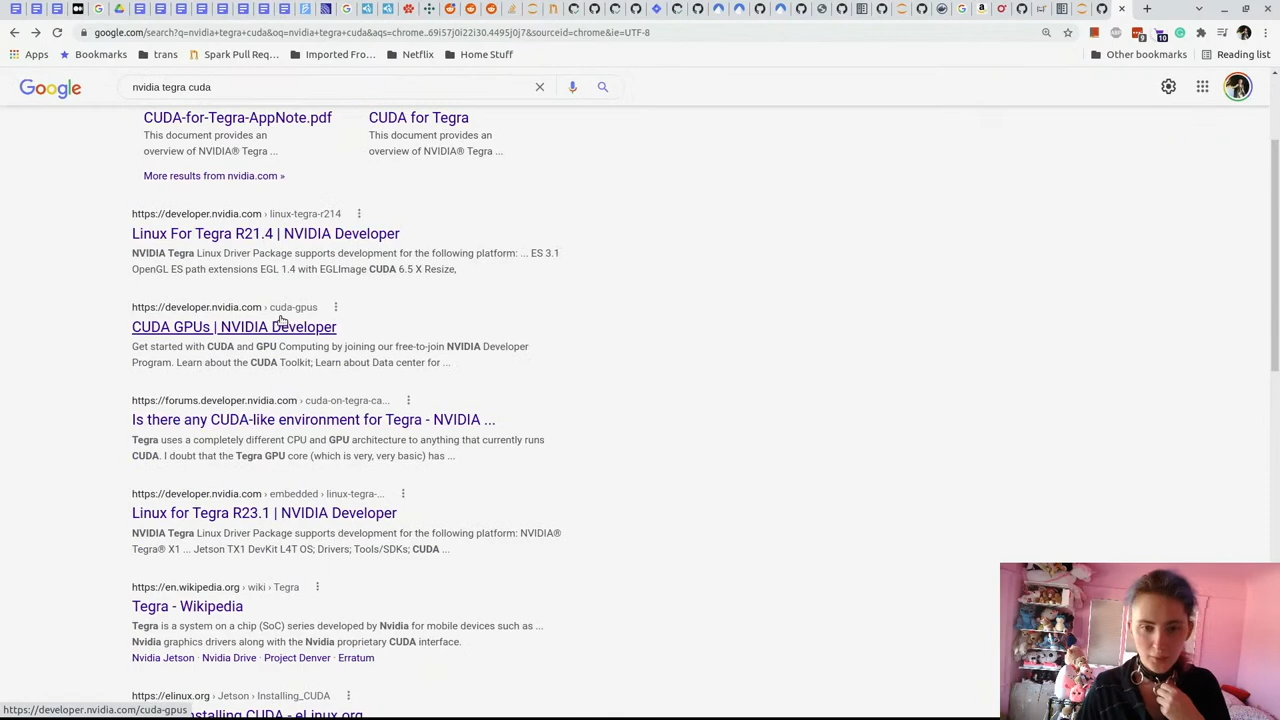 google.com/search?q=nvidia+tegra+cuda&oq=nvidia+tegra+cuda&aqs=chrome..69i57j0i22i30.4495j0j7&sourceid=chrome&ie=UTF-8
Apps Bookmarks trans Spark Pull Req... Imported Fro... Netflix Home Stuff Other bookmarks Reading list
Google nvidia tegra cuda
CUDA-for-Tegra-AppNote.pdf CUDA for Tegra
This document provides an This document provides an
overview of NVIDIA® Tegra ... overview of NVIDIA® Tegra ...
More results from nvidia.com »
https://developer.nvidia.com › linux-tegra-r214
Linux For Tegra R21.4 | NVIDIA Developer
NVIDIA Tegra Linux Driver Package supports development for the following platform: ... ES 3.1
OpenGL ES path extensions EGL 1.4 with EGLImage CUDA 6.5 X Resize,
https://developer.nvidia.com › cuda-gpus
CUDA GPUs | NVIDIA Developer
Get started with CUDA and GPU Computing by joining our free-to-join NVIDIA Developer
Program. Learn about the CUDA Toolkit; Learn about Data center for ...
https://forums.developer.nvidia.com › cuda-on-tegra-ca...
Is there any CUDA-like environment for Tegra - NVIDIA ...
Tegra uses a completely different CPU and GPU architecture to anything that currently runs
CUDA. I doubt that the Tegra GPU core (which is very, very basic) has ...
https://developer.nvidia.com › embedded › linux-tegra-...
Linux for Tegra R23.1 | NVIDIA Developer
NVIDIA Tegra Linux Driver Package supports development for the following platform: NVIDIA®
Tegra® X1 ... Jetson TX1 DevKit L4T OS; Drivers; Tools/SDKs; CUDA ...
https://en.wikipedia.org › wiki › Tegra
Tegra - Wikipedia
Tegra is a system on a chip (SoC) series developed by Nvidia for mobile devices such as ...
Nvidia graphics drivers along with the Nvidia proprietary CUDA interface.
Nvidia Jetson · Nvidia Drive · Project Denver · Erratum
https://elinux.org › Jetson › Installing_CUDA
nstalling CUDA - eLinux.org
https://developer.nvidia.com/cuda-gpus